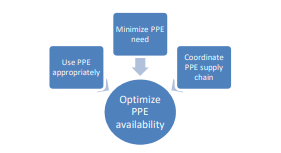 Minimize PPE
need
Use PPE
appropriately
Coordinate
PPE supply
chain
Optimize
PPE
availability